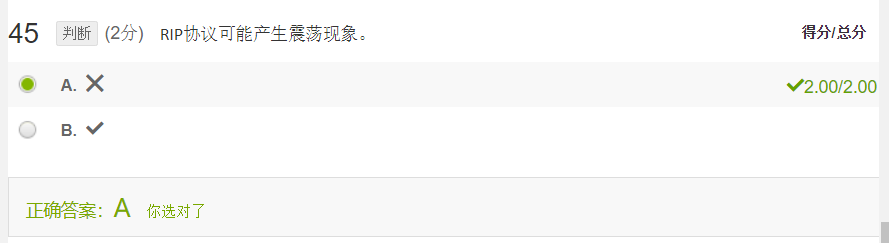 45 判断 (2分) RIP协议可能产生震荡现象。 得分/总分
A. ✕ ✓2.00/2.00
B. ✓
正确答案：A 你选对了